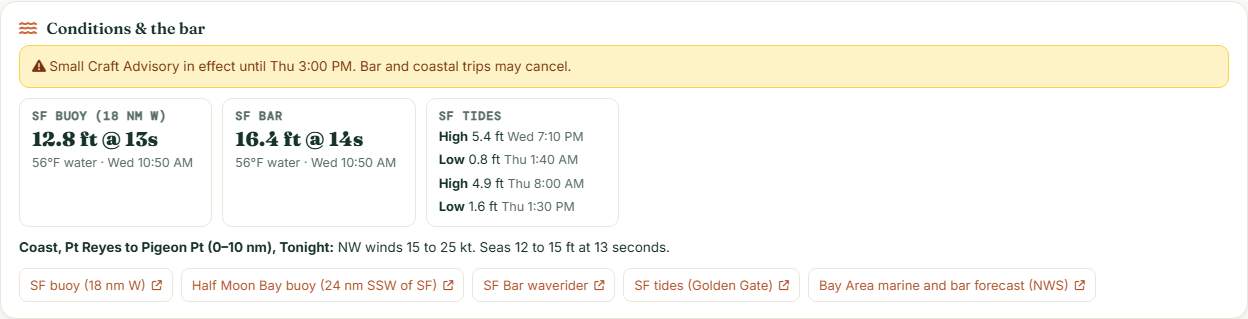 Conditions & the bar
Small Craft Advisory in effect until Thu 3:00 PM. Bar and coastal trips may cancel.
SF BUOY (18 NM W)
12.8 ft @ 13s
56°F water · Wed 10:50 AM
SF BAR
16.4 ft @ 14s
56°F water · Wed 10:50 AM
SF TIDES
High 5.4 ft Wed 7:10 PM
Low 0.8 ft Thu 1:40 AM
High 4.9 ft Thu 8:00 AM
Low 1.6 ft Thu 1:30 PM
Coast, Pt Reyes to Pigeon Pt (0–10 nm), Tonight: NW winds 15 to 25 kt. Seas 12 to 15 ft at 13 seconds.
SF buoy (18 nm W)
Half Moon Bay buoy (24 nm SSW of SF)
SF Bar waverider
SF tides (Golden Gate)
Bay Area marine and bar forecast (NWS)